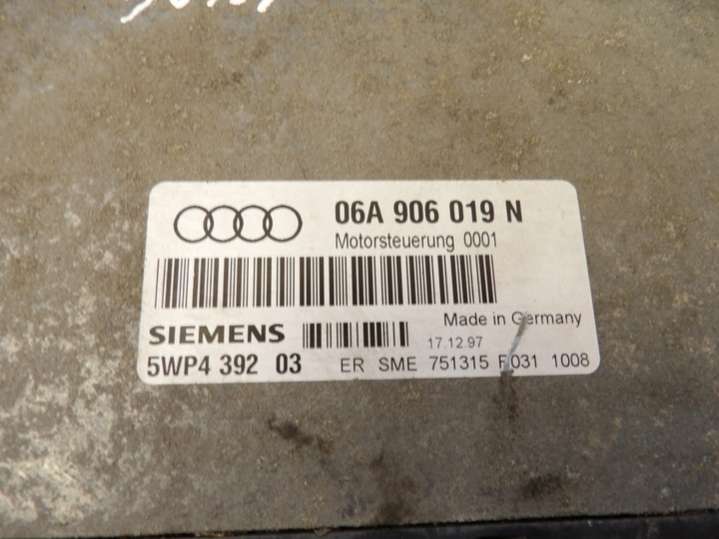 06A 906 019 N
Motorsteuerung 0001
SIEMENS
Made in Germany
17.12.97
5WP4 392 03
ER SME 751315 R031 1008